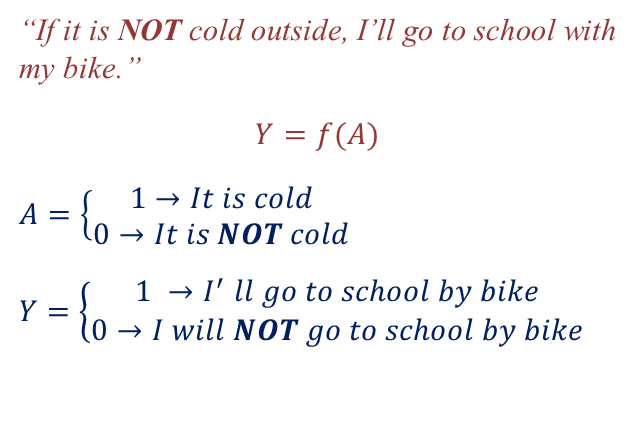 “If it is NOT cold outside, I’ll go to school with
my bike.”
Y = f(A)
A = { 1 → It is cold
0 → It is NOT cold
Y = { 1 → I' ll go to school by bike
0 → I will NOT go to school by bike